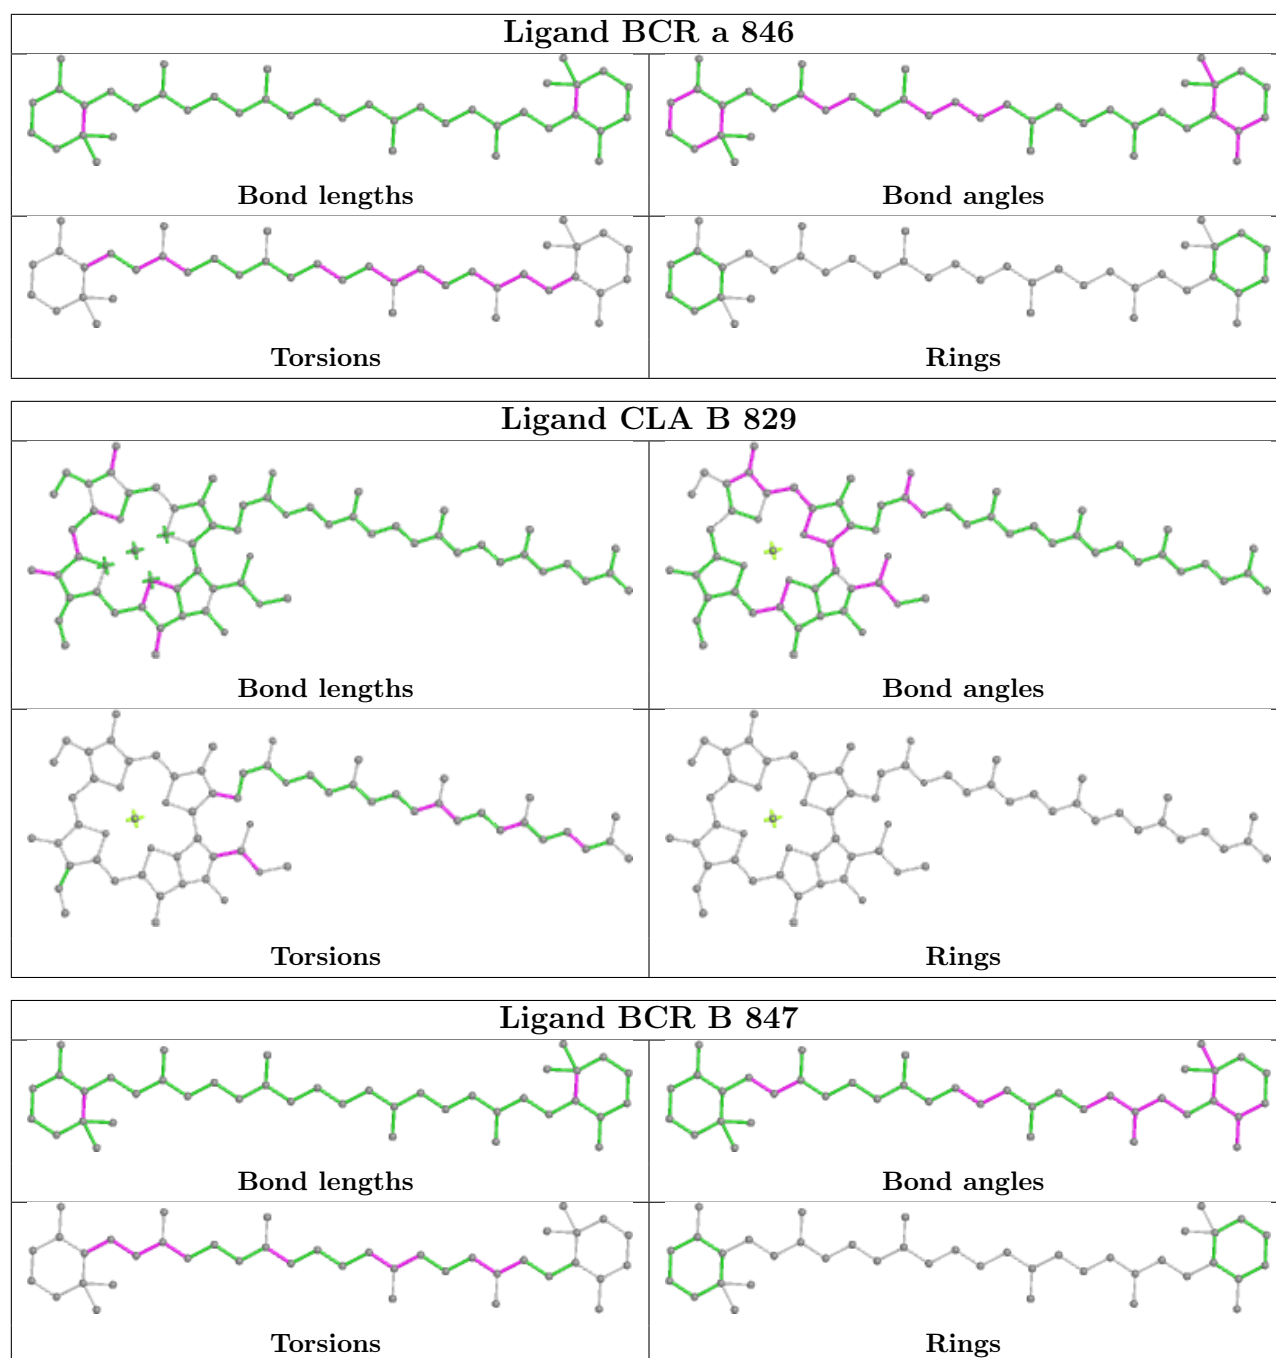 Ligand BCR a 846
Bond lengths
Bond angles
Torsions
Rings
Ligand CLA B 829
Bond lengths
Bond angles
Torsions
Rings
Ligand BCR B 847
Bond lengths
Bond angles
Torsions
Rings